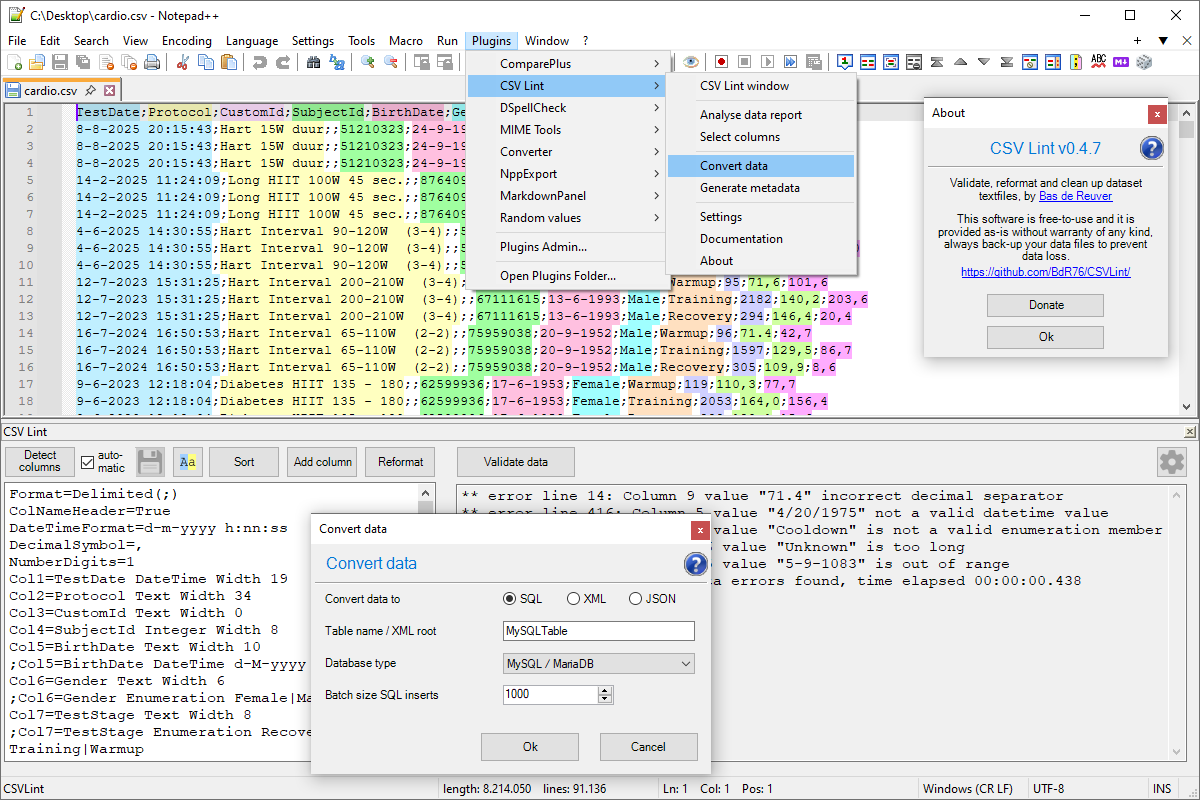 C:\Desktop\cardio.csv - Notepad++
File Edit Search View Encoding Language Settings Tools Macro Run Plugins Window ?
cardio.csv
1 TestDate;Protocol;CustomId;SubjectId;BirthDate;Ge
2 8-8-2025 20:15:43;Hart 15W duur;;51210323;24-9-19
3 8-8-2025 20:15:43;Hart 15W duur;;51210323;24-9-19
4 8-8-2025 20:15:43;Hart 15W duur;;51210323;24-9-19
5 14-2-2025 11:24:09;Long HIIT 100W 45 sec.;;876409
6 14-2-2025 11:24:09;Long HIIT 100W 45 sec.;;876409
7 14-2-2025 11:24:09;Long HIIT 100W 45 sec.;;876409
8 4-6-2025 14:30:55;Hart Interval 90-120W (3-4);;5
9 4-6-2025 14:30:55;Hart Interval 90-120W (3-4);;5
10 4-6-2025 14:30:55;Hart Interval 90-120W (3-4);;5
11 12-7-2023 15:31:25;Hart Interval 200-210W (3-4); Warmup;95;71,6;101,6
12 12-7-2023 15:31:25;Hart Interval 200-210W (3-4);;67111615;13-6-1993;Male;Training;2182;140,2;203,6
13 12-7-2023 15:31:25;Hart Interval 200-210W (3-4);;67111615;13-6-1993;Male;Recovery;294;146,4;20,4
14 16-7-2024 16:50:53;Hart Interval 65-110W (2-2);;75959038;20-9-1952;Male;Warmup;96;71.4;42,7
15 16-7-2024 16:50:53;Hart Interval 65-110W (2-2);;75959038;20-9-1952;Male;Training;1597;129,5;86,7
16 16-7-2024 16:50:53;Hart Interval 65-110W (2-2);;75959038;20-9-1952;Male;Recovery;305;109,9;8,6
17 9-6-2023 12:18:04;Diabetes HIIT 135 - 180;;62599936;17-6-1953;Female;Warmup;119;110,3;77,7
18 9-6-2023 12:18:04;Diabetes HIIT 135 - 180;;62599936;17-6-1953;Female;Training;2053;164,0;156,4
ComparePlus
CSV Lint
DSpellCheck
MIME Tools
Converter
NppExport
MarkdownPanel
Random values
Plugins Admin...
Open Plugins Folder...
CSV Lint window
Analyse data report
Select columns
Convert data
Generate metadata
Settings
Documentation
About
ABC
About
CSV Lint v0.4.7
Validate, reformat and clean up dataset
textfiles, by Bas de Reuver
This software is free-to-use and it is
provided as-is without warranty of any kind,
always back-up your data files to prevent
data loss.
https://github.com/BdR76/CSVLint/
Donate
Ok
CSV Lint
Detect
columns
auto-
matic
Aa
Sort
Add column
Reformat
Validate data
Format=Delimited(;)
ColNameHeader=True
DateTimeFormat=d-m-yyyy h:nn:ss
DecimalSymbol=,
NumberDigits=1
Col1=TestDate DateTime Width 19
Col2=Protocol Text Width 34
Col3=CustomId Text Width 0
Col4=SubjectId Integer Width 8
Col5=BirthDate Text Width 10
;Col5=BirthDate DateTime d-M-yyyy
Col6=Gender Text Width 6
;Col6=Gender Enumeration Female|Ma
Col7=TestStage Text Width 8
;Col7=TestStage Enumeration Recove
Training|Warmup
** error line 14: Column 9 value "71.4" incorrect decimal separator
** error line 416: Column 5 value "4/20/1975" not a valid datetime value
value "Cooldown" is not a valid enumeration member
value "Unknown" is too long
value "5-9-1083" is out of range
a errors found, time elapsed 00:00:00.438
Convert data
Convert data
Convert data to SQL XML JSON
Table name / XML root MySQLTable
Database type MySQL / MariaDB
Batch size SQL inserts 1000
Ok Cancel
CSVLint length: 8.214.050 lines: 91.136 Ln: 1 Col: 1 Pos: 1 Windows (CR LF) UTF-8 INS